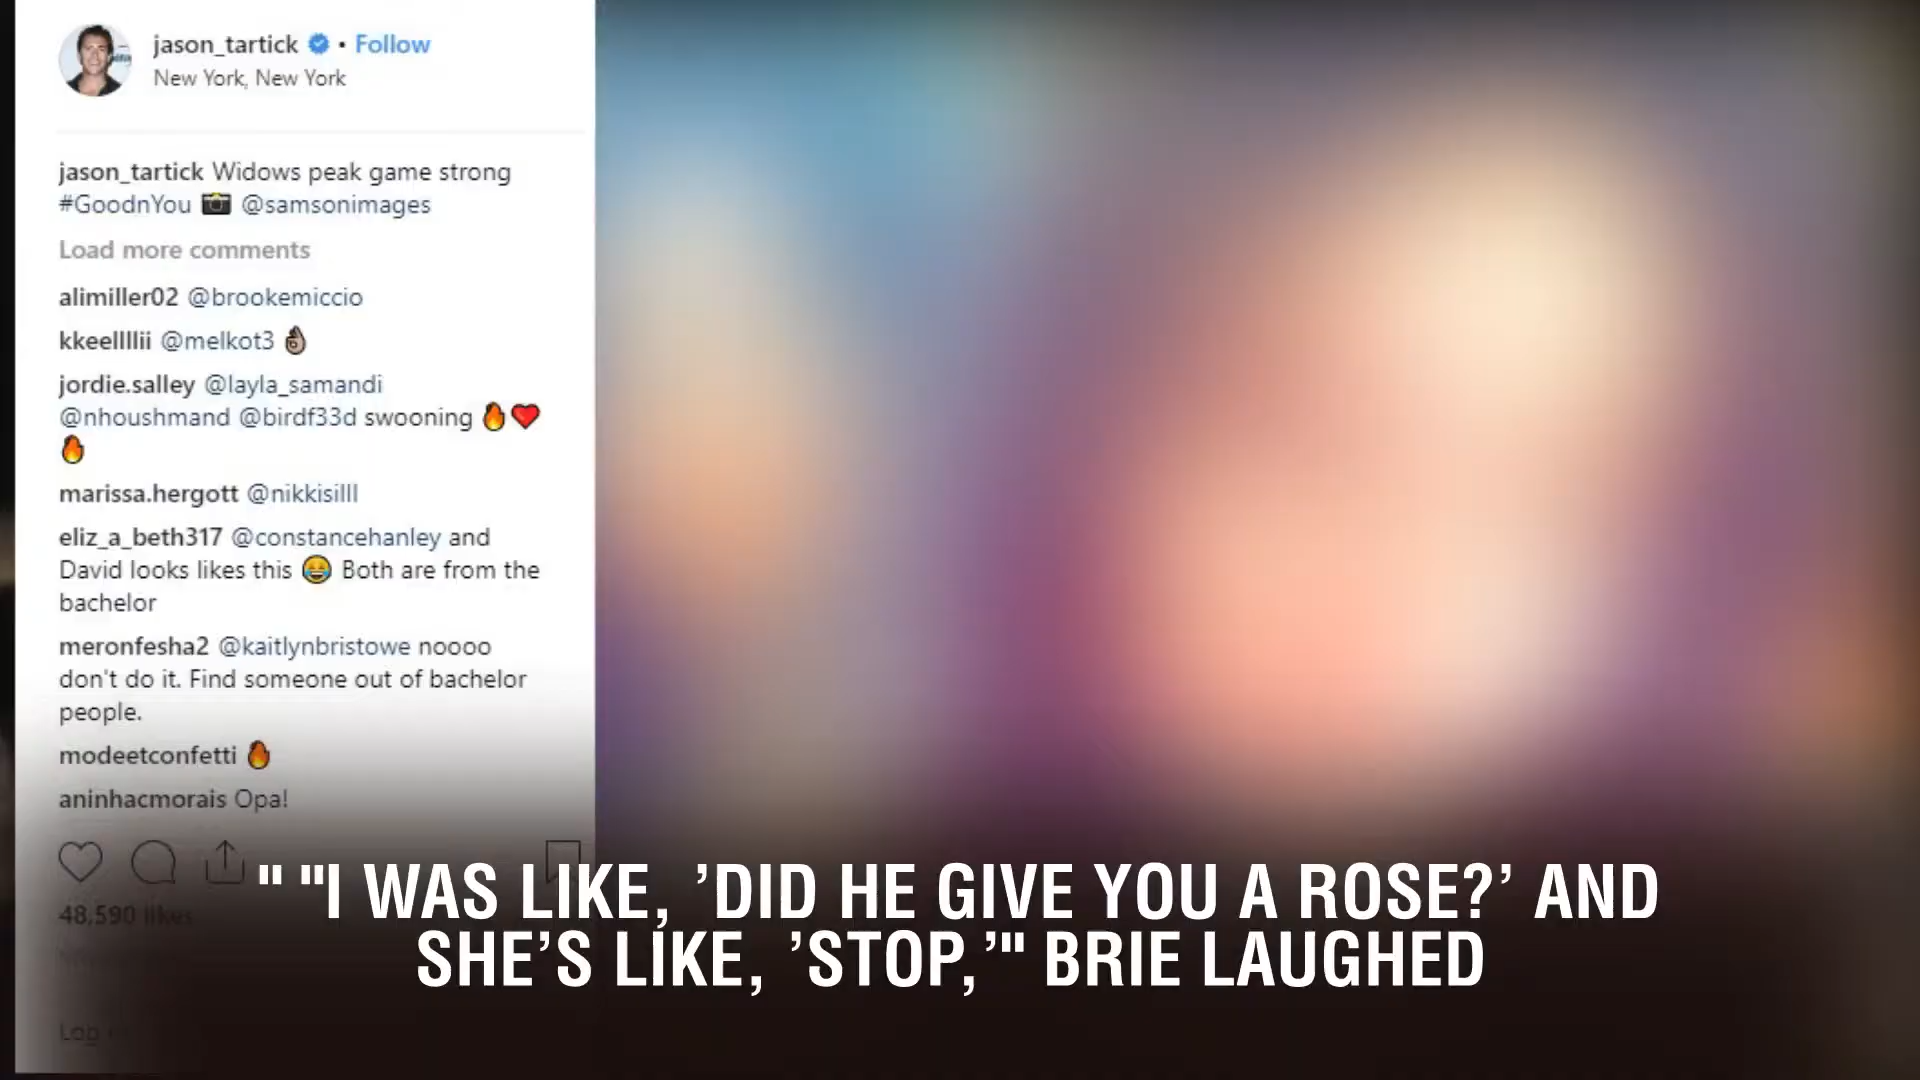 jason_tartick • Follow
New York, New York
jason_tartick Widows peak game strong
#GoodnYou 📷 @samsonimages
Load more comments
alimiller02 @brookemiccio
kkeellllii @melkot3 👌🏽
jordie.salley @layla_samandi
@nhoushmand @birdf33d swooning 🔥❤️
🔥
marissa.hergott @nikkisilll
eliz_a_beth317 @constancehanley and
David looks likes this 😂 Both are from the
bachelor
meronfesha2 @kaitlynbristowe noooo
don't do it. Find someone out of bachelor
people.
modeetconfetti 🔥
aninhacmorais Opa!
" "I WAS LIKE, ’DID HE GIVE YOU A ROSE?’ AND
SHE’S LIKE, ’STOP,’" BRIE LAUGHED
48,590 likes
Log